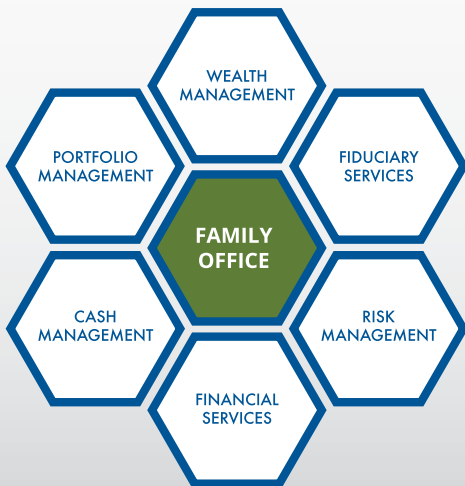 WEALTH
MANAGEMENT
PORTFOLIO
MANAGEMENT
FIDUCIARY
SERVICES
FAMILY
OFFICE
CASH
MANAGEMENT
RISK
MANAGEMENT
FINANCIAL
SERVICES